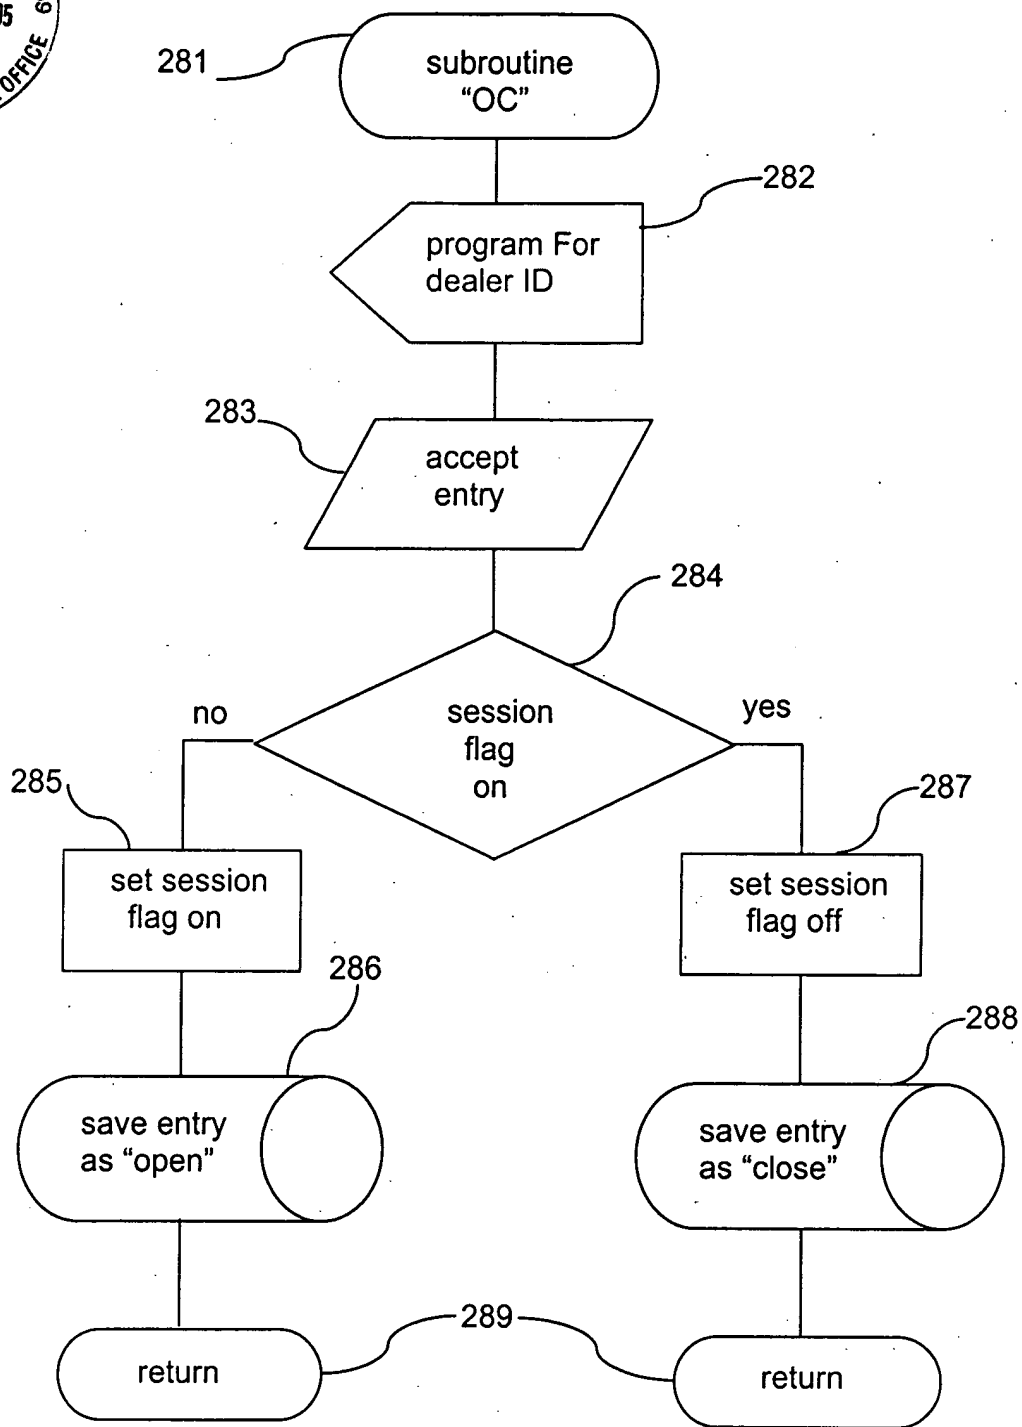 OFFICE
281
subroutine
“OC”
282
program For
dealer ID
283
accept
entry
284
no
session
flag
on
yes
285
set session
flag on
287
set session
flag off
286
save entry
as “open”
288
save entry
as “close”
289
return
return